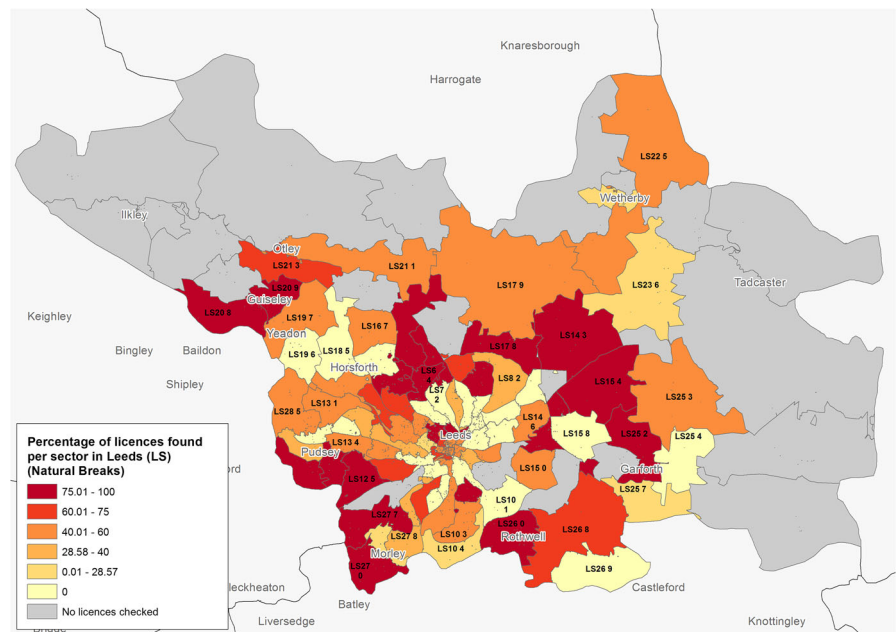 Knaresborough
Harrogate
LS22 5
Wetherby
Ilkley
Otley
LS21 3
LS21 1
LS20 9
Guiseley
LS20 8
LS17 9
LS23 6
Tadcaster
Keighley
LS19 7
LS16 7
Yeadon
LS14 3
Bingley
Baildon
LS19 6
LS18 5
LS17 8
Horsforth
LS6
4
LS8 2
LS15 4
Shipley
LS7
2
LS25 3
LS28 5
LS13 1
LS14
6
Leeds
LS15 8
LS25 2
LS25 4
LS13 4
Pudsey
Garforth
LS15 0
LS12 5
LS25 7
LS10
1
LS27 7
LS26 0
LS26 8
Rothwell
LS27 8
LS10 3
Morley
LS10 4
LS27
0
LS26 9
Castleford
Batley
Liversedge
Knottingley
Percentage of licences found
per sector in Leeds (LS)
(Natural Breaks)
75.01 - 100
60.01 - 75
40.01 - 60
28.58 - 40
0.01 - 28.57
0
No licences checked